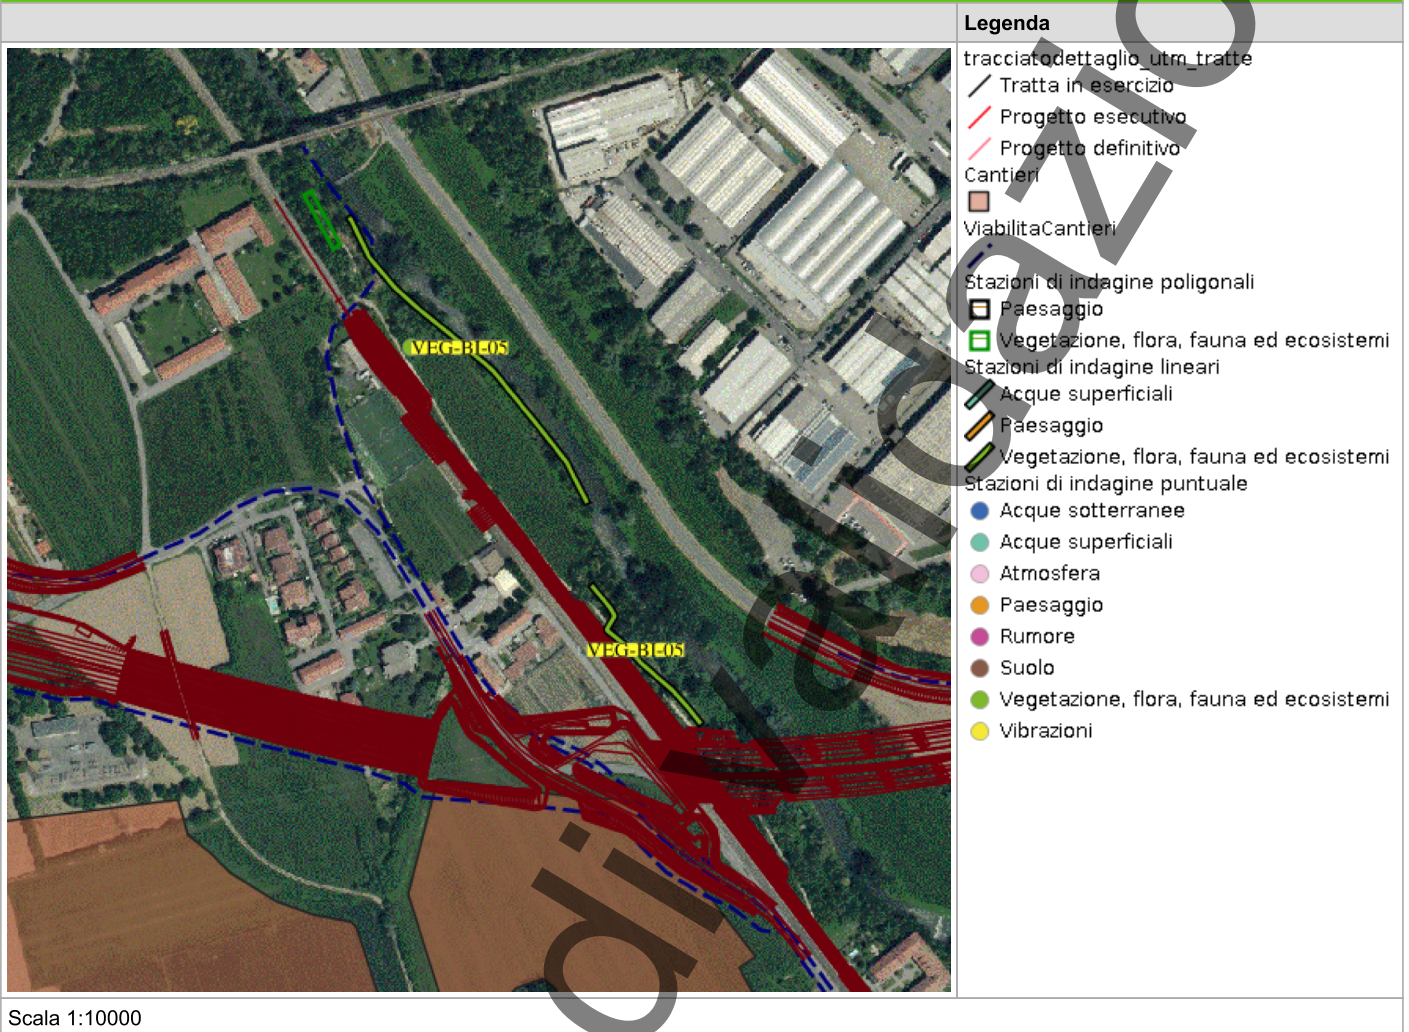 Legenda
tracciatodettaglio_utm_tratte
Tratta in esercizio
Progetto esecutivo
Progetto definitivo
Cantieri
ViabilitaCantieri
Stazioni di indagine poligonali
Paesaggio
Vegetazione, flora, fauna ed ecosistemi
Stazioni di indagine lineari
Acque superficiali
Paesaggio
Vegetazione, flora, fauna ed ecosistemi
Stazioni di indagine puntuale
Acque sotterranee
Acque superficiali
Atmosfera
Paesaggio
Rumore
Suolo
Vegetazione, flora, fauna ed ecosistemi
Vibrazioni
VEG-BI-05
VEG-BI-05
Scala 1:10000